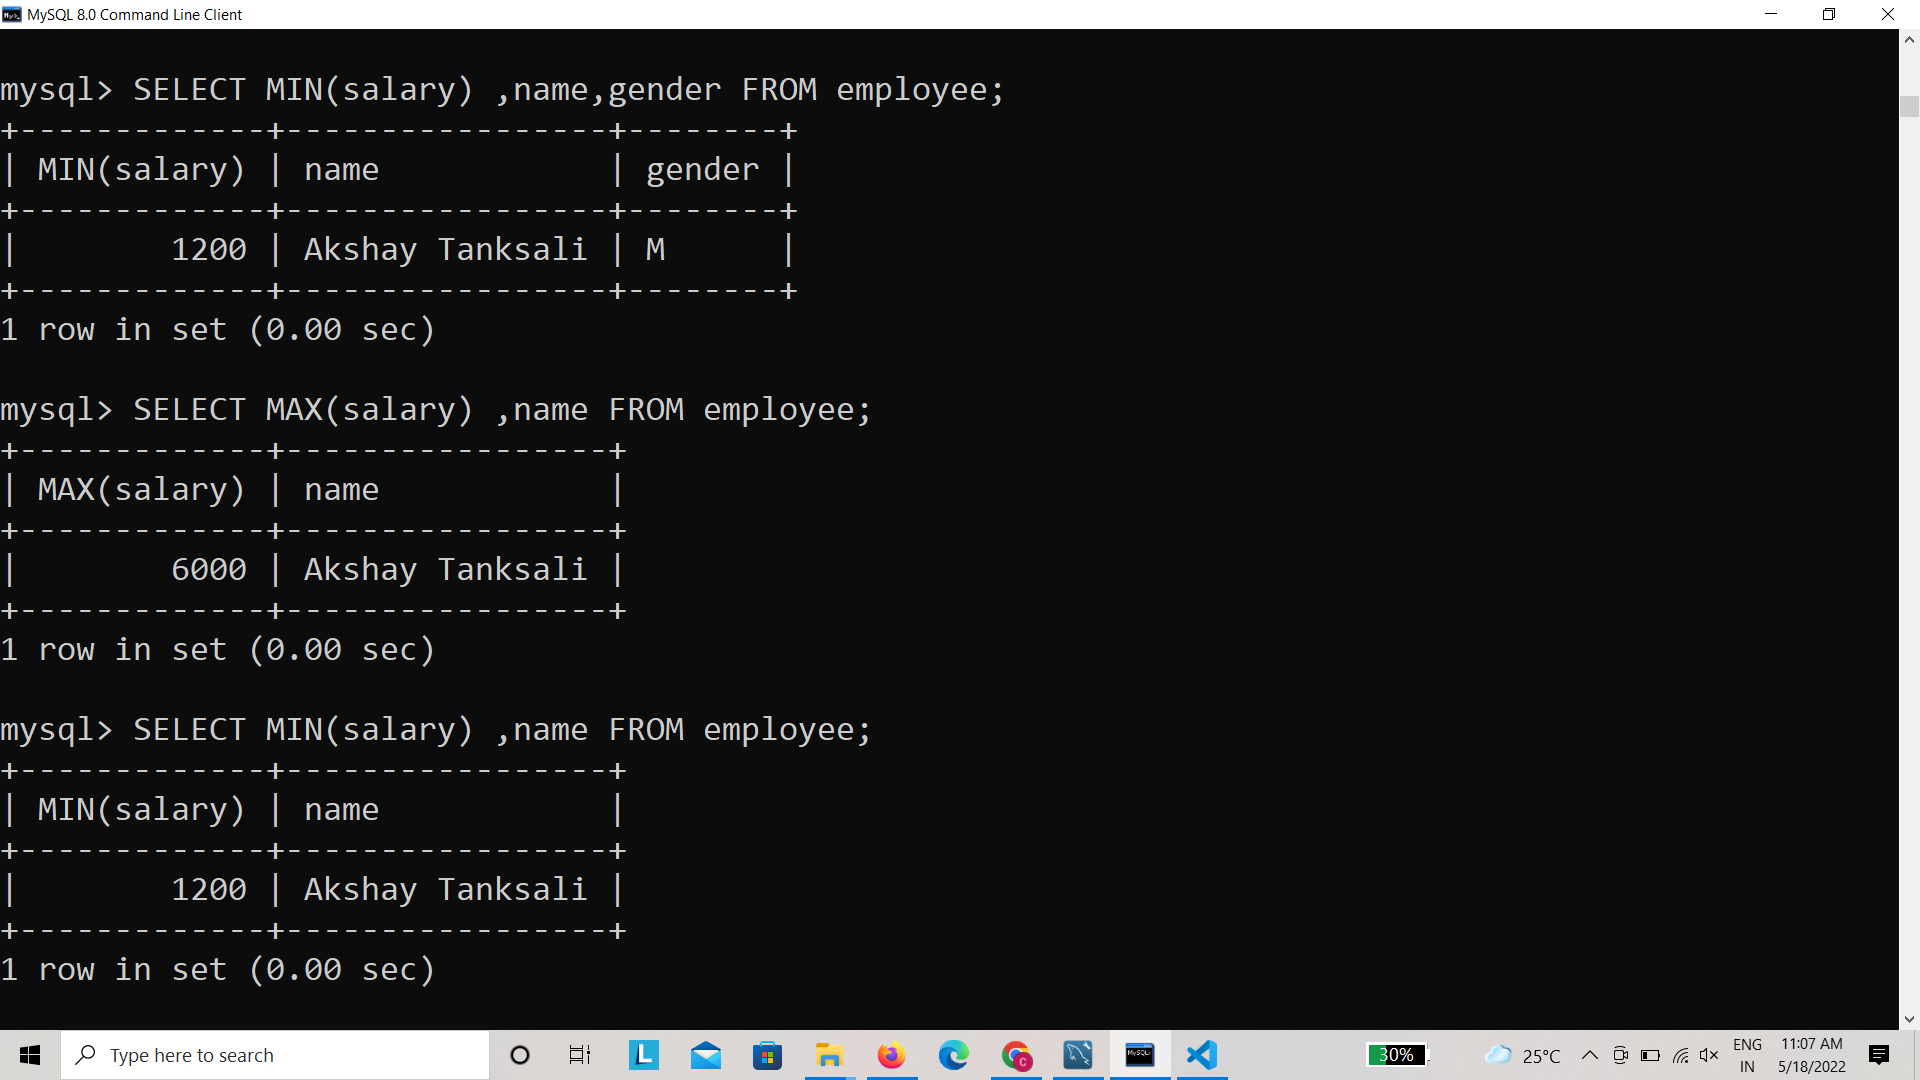 MySQL 8.0 Command Line Client
mysql> SELECT MIN(salary) ,name,gender FROM employee;
+-------------+-----------------+--------+
| MIN(salary) | name            | gender |
+-------------+-----------------+--------+
|        1200 | Akshay Tanksali | M      |
+-------------+-----------------+--------+
1 row in set (0.00 sec)
mysql> SELECT MAX(salary) ,name FROM employee;
+-------------+-----------------+
| MAX(salary) | name            |
+-------------+-----------------+
|        6000 | Akshay Tanksali |
+-------------+-----------------+
1 row in set (0.00 sec)
mysql> SELECT MIN(salary) ,name FROM employee;
+-------------+-----------------+
| MIN(salary) | name            |
+-------------+-----------------+
|        1200 | Akshay Tanksali |
+-------------+-----------------+
1 row in set (0.00 sec)
Type here to search
L
C
MySQL
30%
25°C
ENG
IN
11:07 AM
5/18/2022